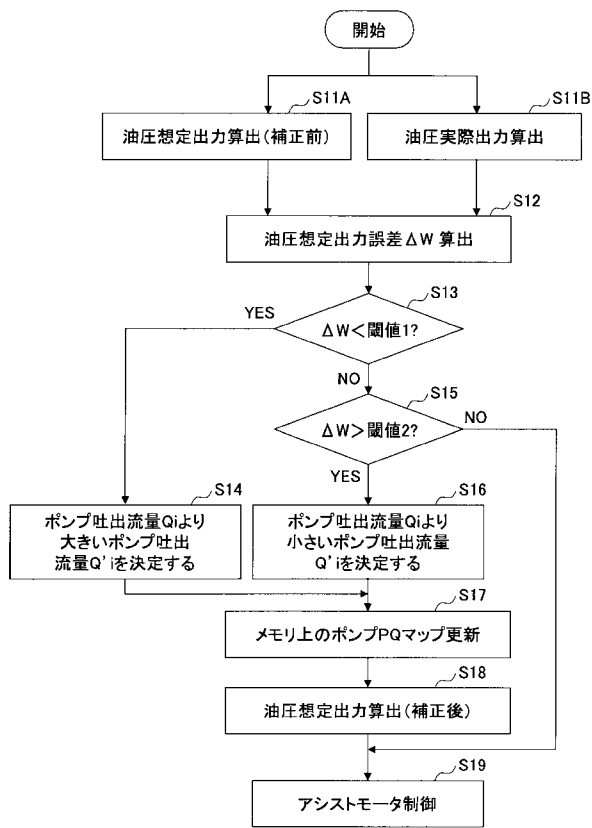 開始
S11A
S11B
油圧想定出力算出(補正前)
油圧実際出力算出
S12
油圧想定出力誤差ΔW 算出
S13
YES
ΔW<閾値1?
NO
S15
NO
ΔW>閾値2?
YES
S14
S16
ポンプ吐出流量Qiより
大きいポンプ吐出
流量Q'iを決定する
ポンプ吐出流量Qiより
小さいポンプ吐出流量
Q'iを決定する
S17
メモリ上のポンプPQマップ更新
S18
油圧想定出力算出(補正後)
S19
アシストモータ制御